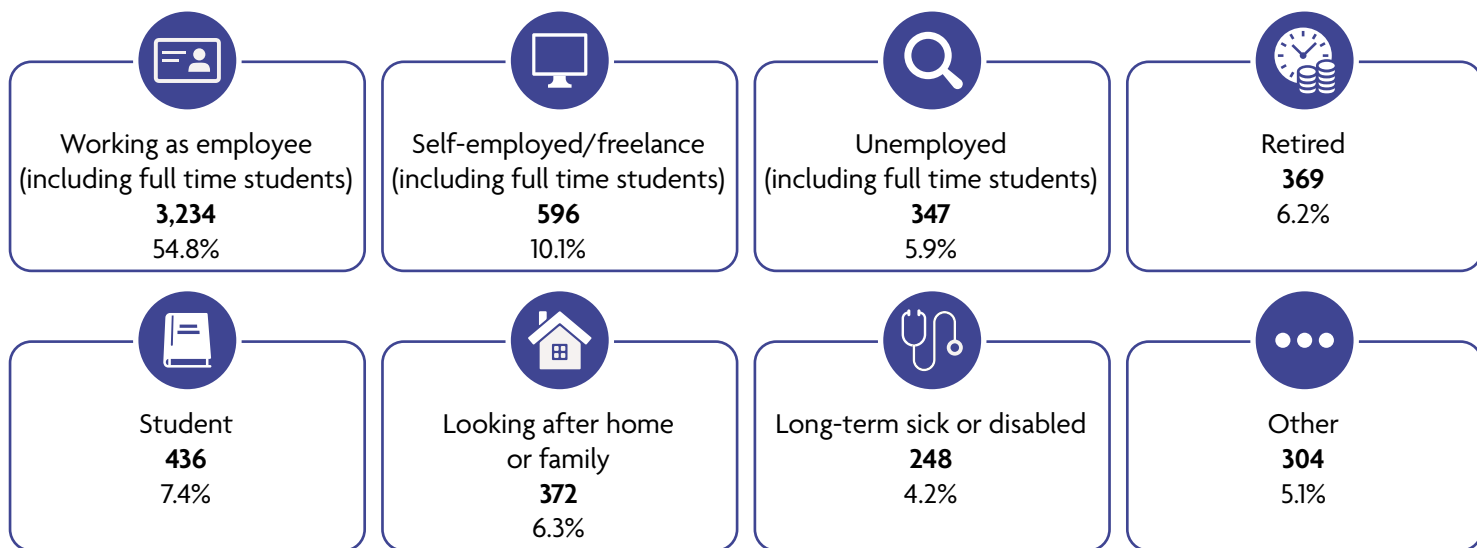 Working as employee
(including full time students)
3,234
54.8%
Self-employed/freelance
(including full time students)
596
10.1%
Unemployed
(including full time students)
347
5.9%
Retired
369
6.2%
Student
436
7.4%
Looking after home
or family
372
6.3%
Long-term sick or disabled
248
4.2%
Other
304
5.1%